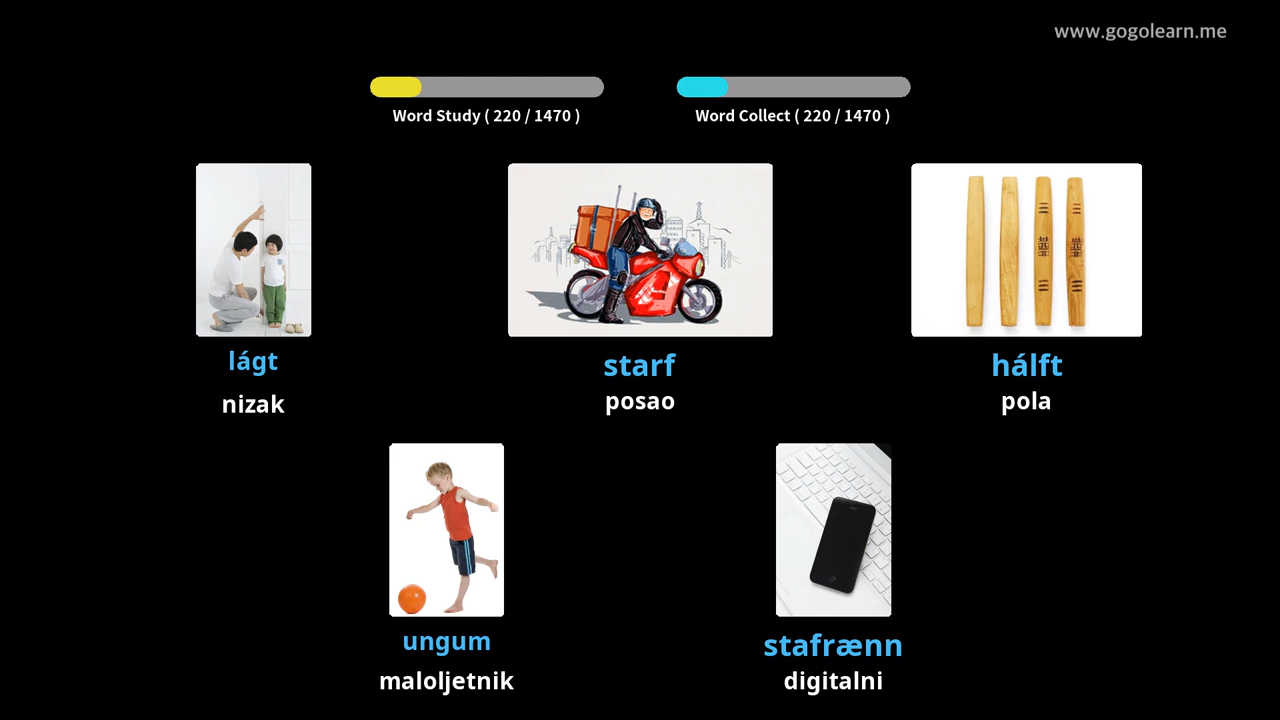 www.gogolearn.me
Word Study ( 220 / 1470 )
Word Collect ( 220 / 1470 )
lágt
nizak
starf
posao
hálft
pola
ungum
maloljetnik
stafrænn
digitalni